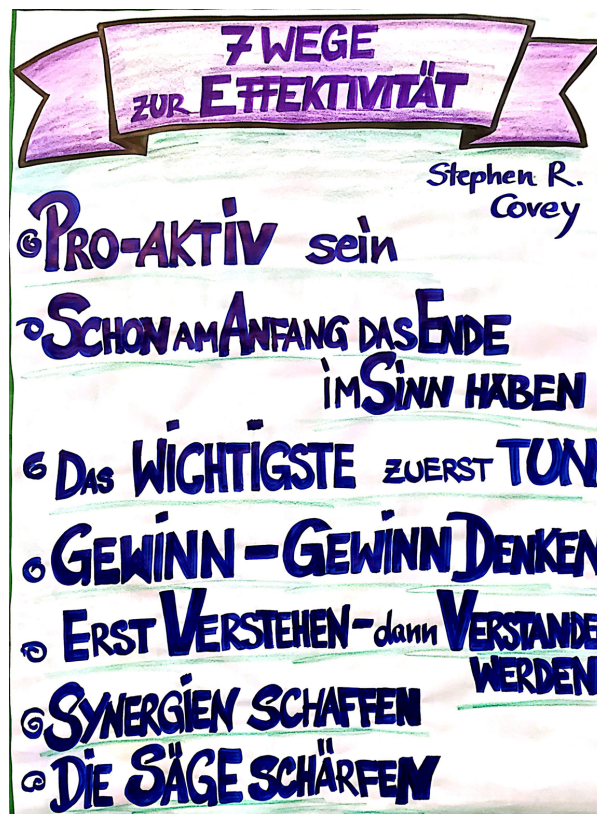 7 WEGE
ZUR EFFEKTIVITÄT
Stephen R.
Covey
PRO-AKTIV sein
SCHON AM ANFANG DAS ENDE
IM SINN HABEN
DAS WICHTIGSTE ZUERST TUN
GEWINN - GEWINN DENKEN
ERST VERSTEHEN - dann VERSTANDE
WERDEN
SYNERGIEN SCHAFFEN
DIE SÄGE SCHÄRFEN